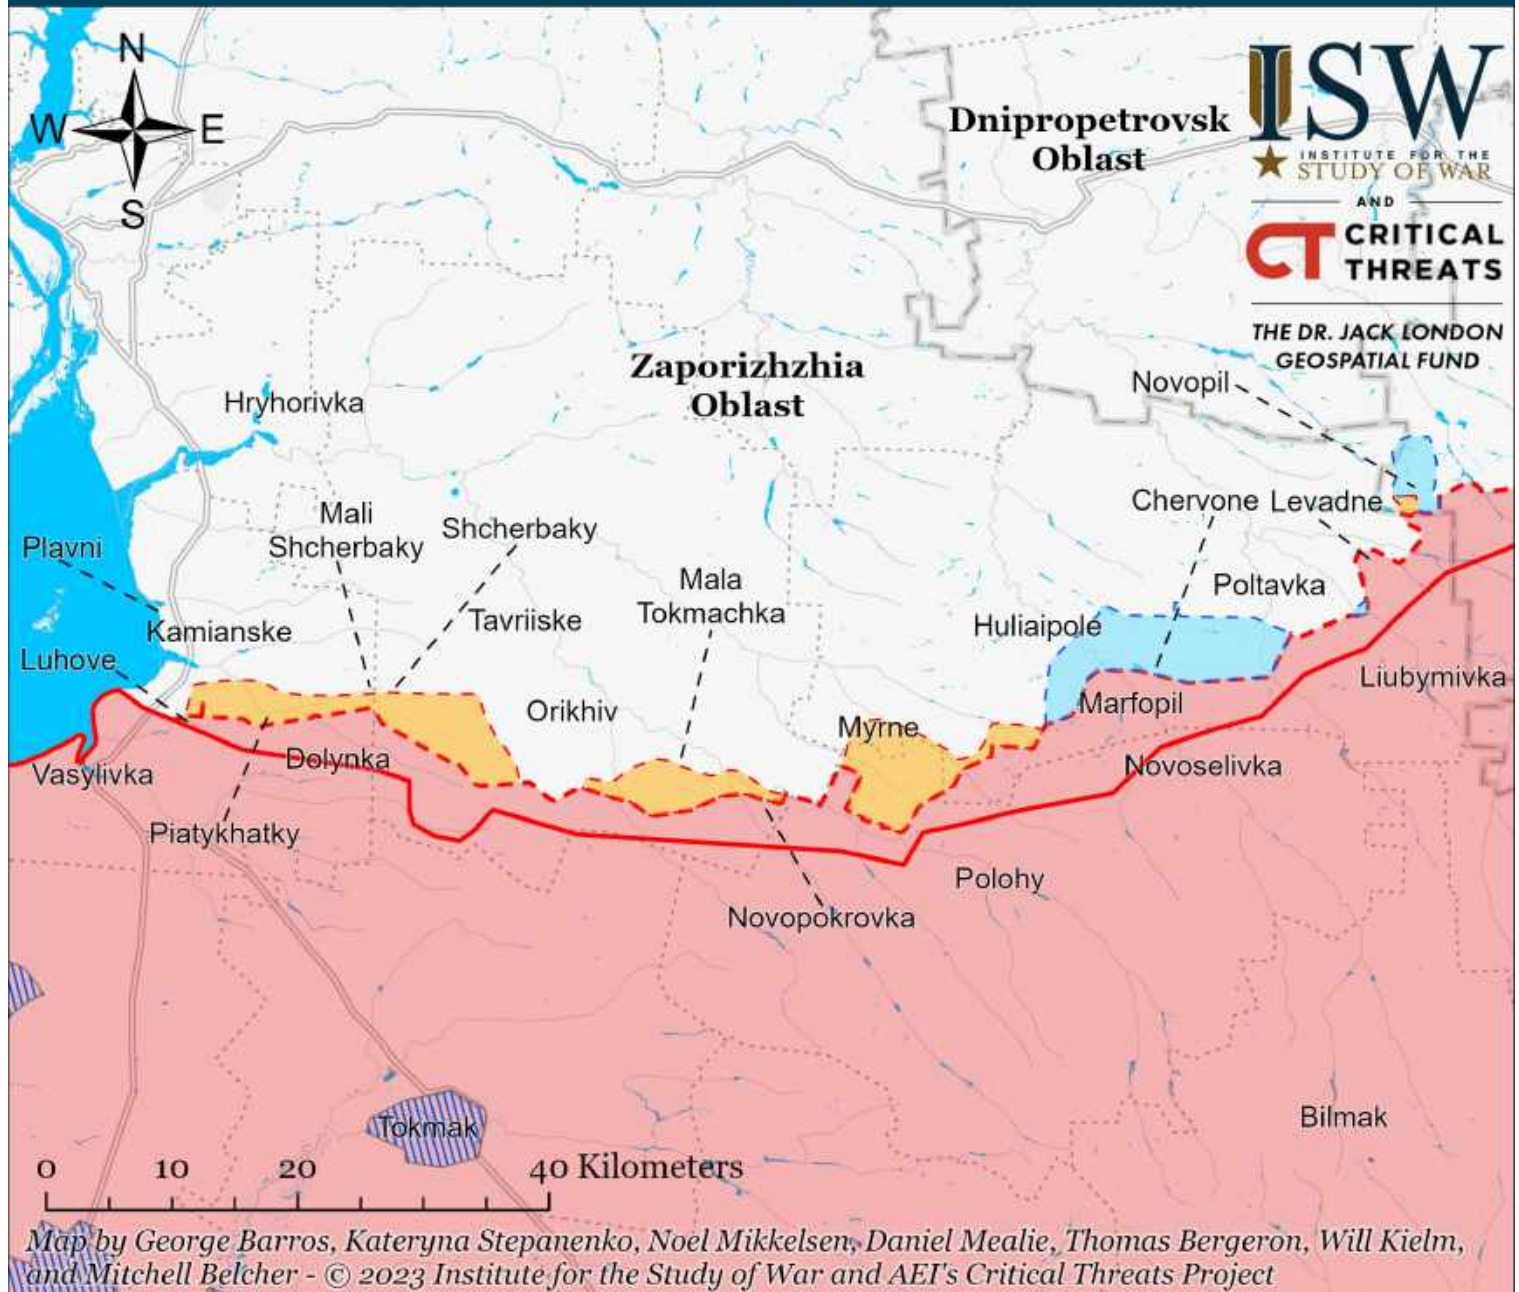 N
W E
S
Dnipropetrovsk
Oblast
ISW
INSTITUTE FOR THE
STUDY OF WAR
AND
CT CRITICAL
THREATS
THE DR. JACK LONDON
GEOSPATIAL FUND
Zaporizhzhia
Oblast
Novopil
Hryhorivka
Chervone Levadne
Mali
Shcherbaky
Shcherbaky
Plavni
Mala
Tokmachka
Poltavka
Tavriiske
Huliaipole
Kamianske
Luhove
Liubymivka
Orikhiv
Marfopil
Myrne
Dolynka
Novoselivka
Vasylivka
Piatykhatky
Polohy
Novopokrovka
Bilmak
Tokmak
0 10 20 40 Kilometers
Map by George Barros, Kateryna Stepanenko, Noel Mikkelsen, Daniel Mealie, Thomas Bergeron, Will Kielm,
and Mitchell Belcher - © 2023 Institute for the Study of War and AEI's Critical Threats Project